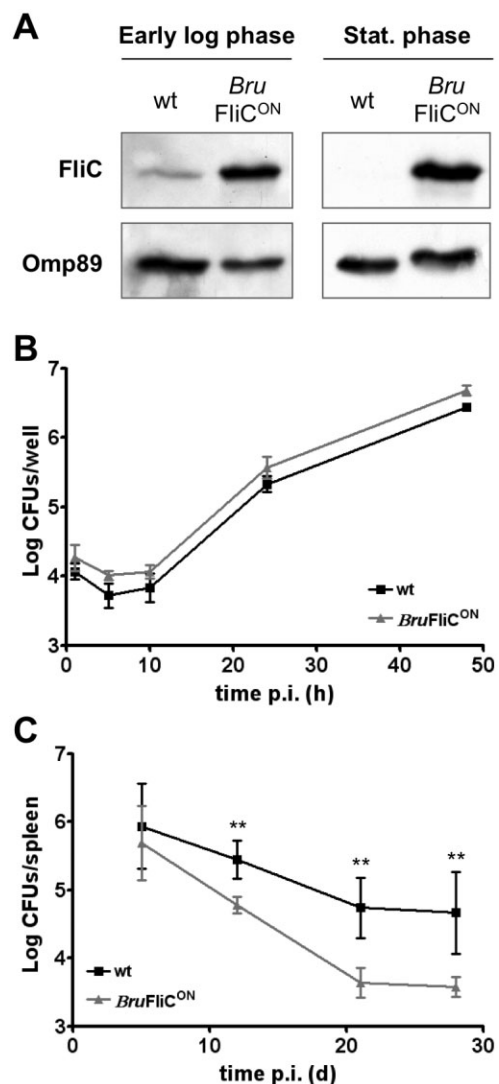 A
Early log phase
Stat. phase
wt
Bru
FliC^ON
wt
Bru
FliC^ON
FliC
Omp89
B
7
6
5
4
3
Log CFUs/well
0 10 20 30 40 50
time p.i. (h)
wt
BruFliC^ON
C
7
6
5
4
3
Log CFUs/spleen
** ** **
0 10 20 30
time p.i. (d)
wt
BruFliC^ON